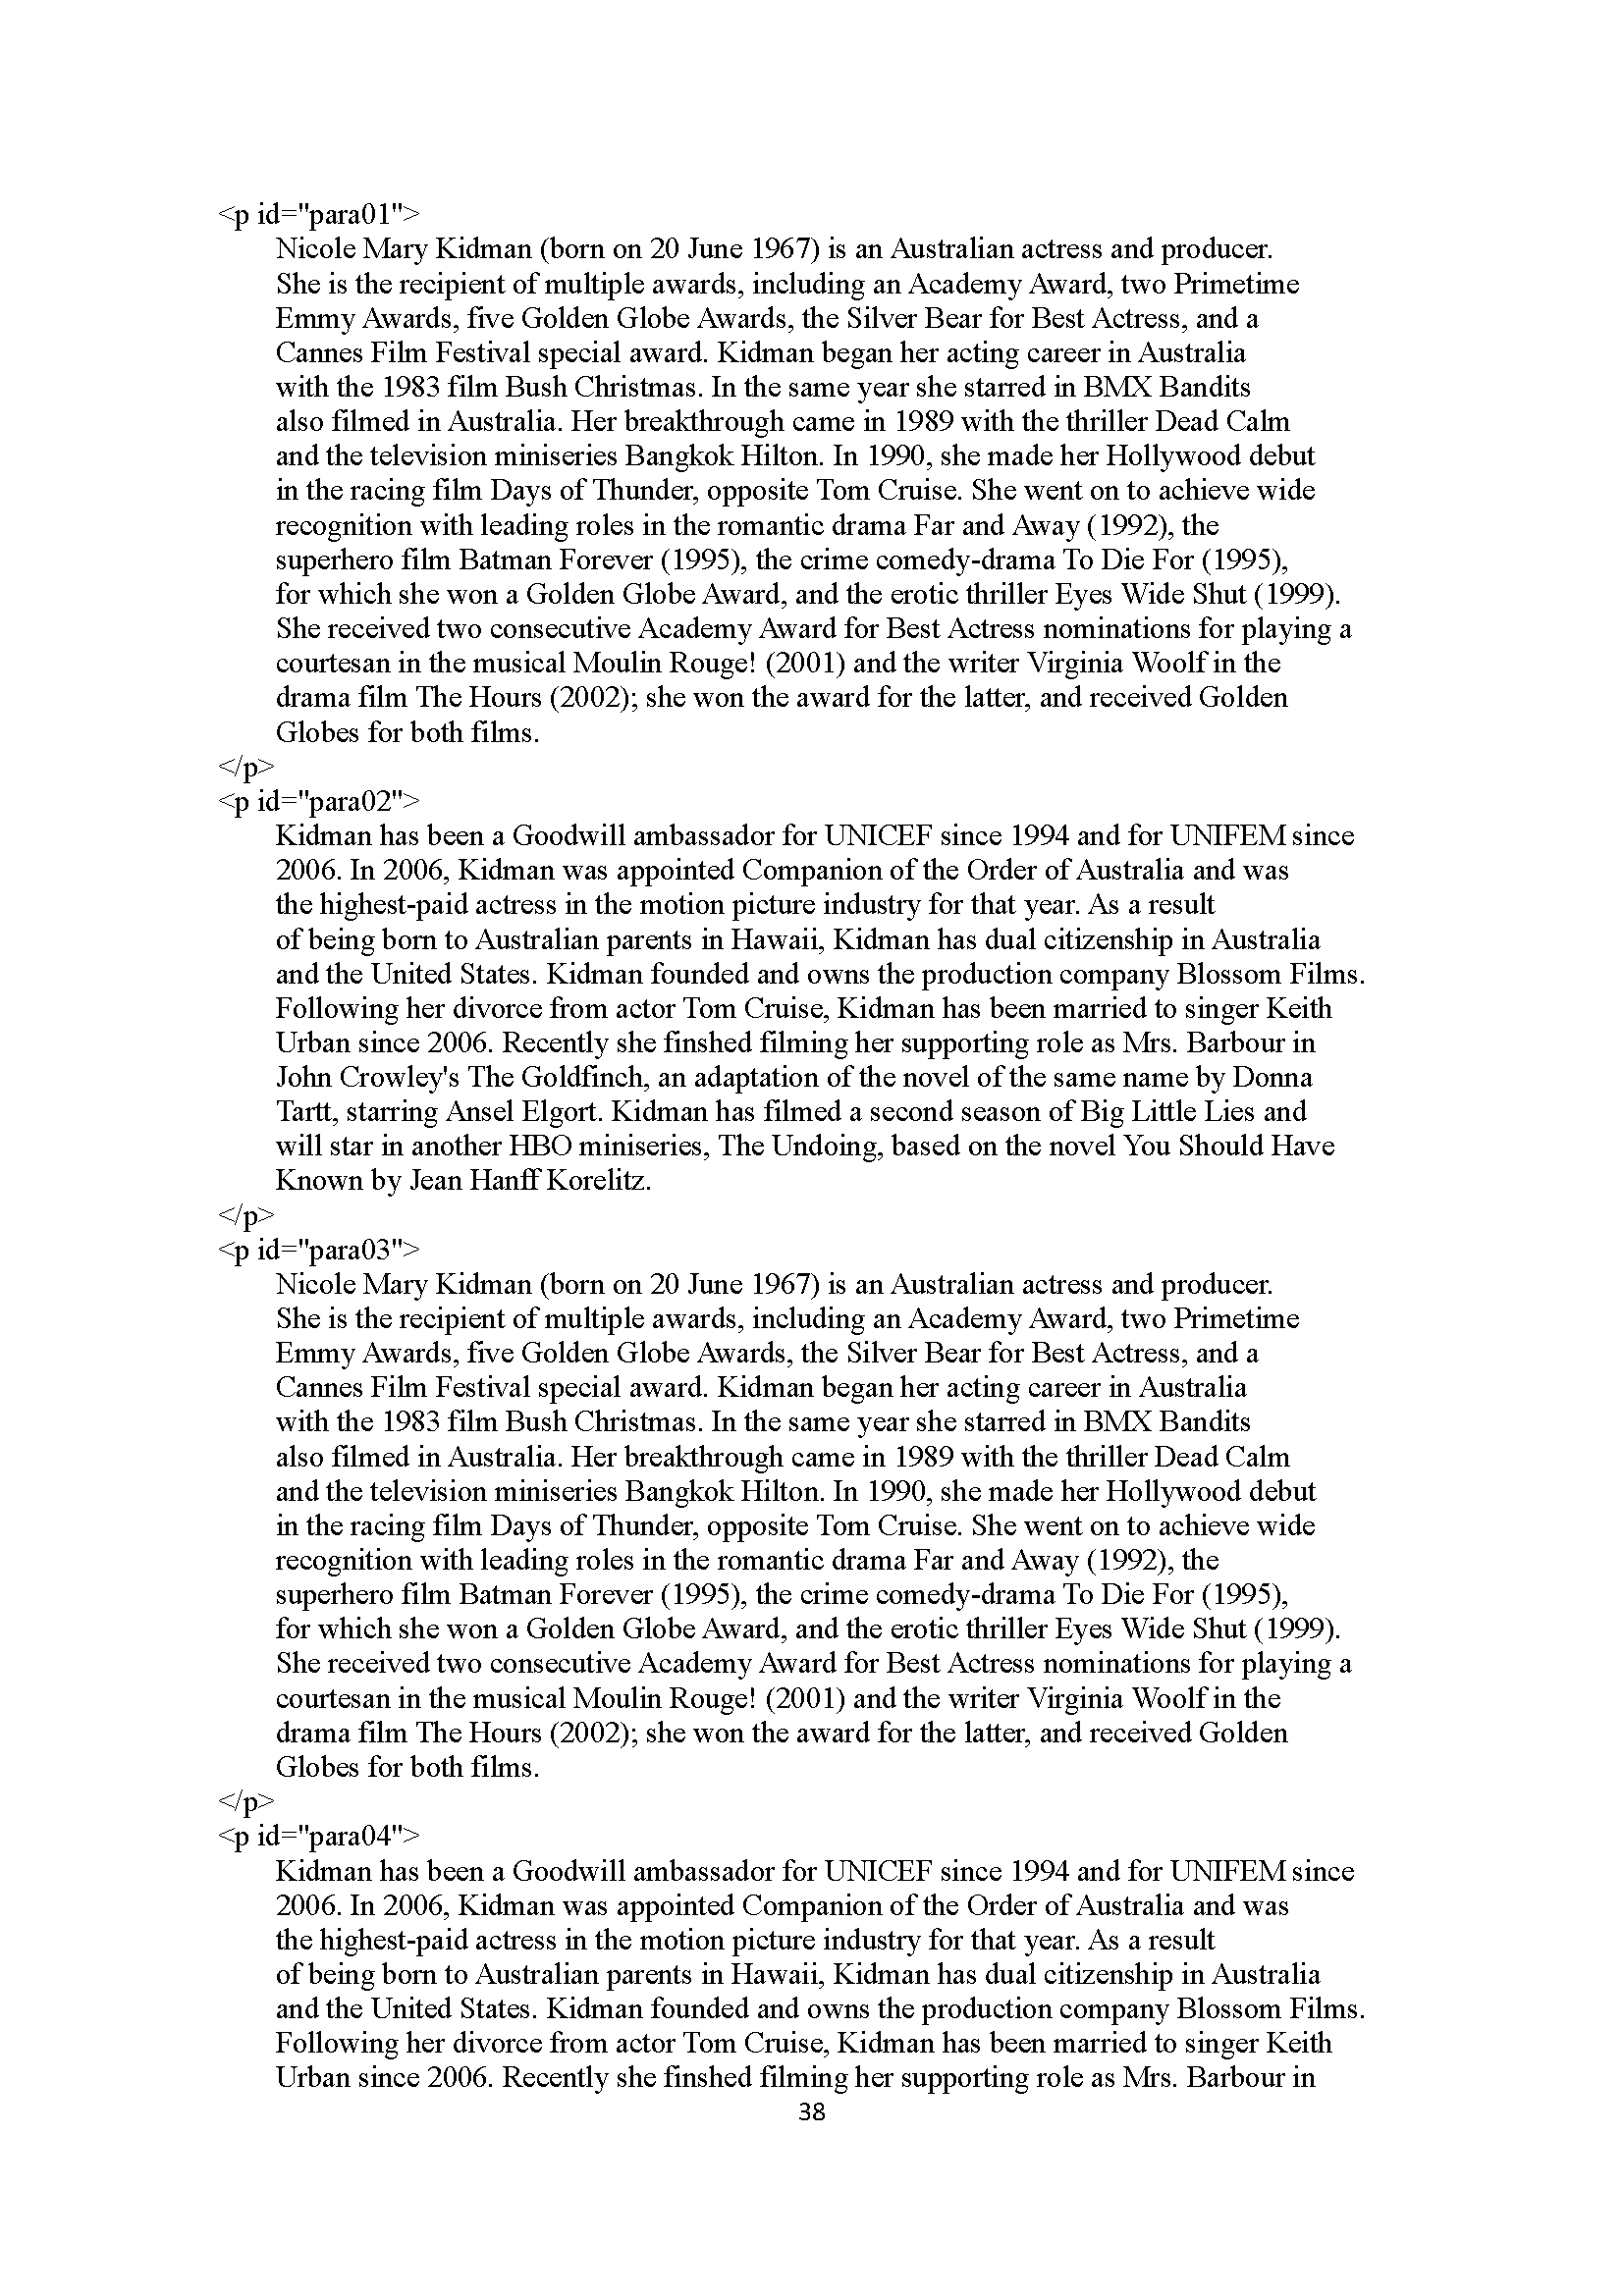 <p id="para01">
Nicole Mary Kidman (born on 20 June 1967) is an Australian actress and producer.
She is the recipient of multiple awards, including an Academy Award, two Primetime
Emmy Awards, five Golden Globe Awards, the Silver Bear for Best Actress, and a
Cannes Film Festival special award. Kidman began her acting career in Australia
with the 1983 film Bush Christmas. In the same year she starred in BMX Bandits
also filmed in Australia. Her breakthrough came in 1989 with the thriller Dead Calm
and the television miniseries Bangkok Hilton. In 1990, she made her Hollywood debut
in the racing film Days of Thunder, opposite Tom Cruise. She went on to achieve wide
recognition with leading roles in the romantic drama Far and Away (1992), the
superhero film Batman Forever (1995), the crime comedy-drama To Die For (1995),
for which she won a Golden Globe Award, and the erotic thriller Eyes Wide Shut (1999).
She received two consecutive Academy Award for Best Actress nominations for playing a
courtesan in the musical Moulin Rouge! (2001) and the writer Virginia Woolf in the
drama film The Hours (2002); she won the award for the latter, and received Golden
Globes for both films.
</p>
<p id="para02">
Kidman has been a Goodwill ambassador for UNICEF since 1994 and for UNIFEM since
2006. In 2006, Kidman was appointed Companion of the Order of Australia and was
the highest-paid actress in the motion picture industry for that year. As a result
of being born to Australian parents in Hawaii, Kidman has dual citizenship in Australia
and the United States. Kidman founded and owns the production company Blossom Films.
Following her divorce from actor Tom Cruise, Kidman has been married to singer Keith
Urban since 2006. Recently she finshed filming her supporting role as Mrs. Barbour in
John Crowley's The Goldfinch, an adaptation of the novel of the same name by Donna
Tartt, starring Ansel Elgort. Kidman has filmed a second season of Big Little Lies and
will star in another HBO miniseries, The Undoing, based on the novel You Should Have
Known by Jean Hanff Korelitz.
</p>
<p id="para03">
Nicole Mary Kidman (born on 20 June 1967) is an Australian actress and producer.
She is the recipient of multiple awards, including an Academy Award, two Primetime
Emmy Awards, five Golden Globe Awards, the Silver Bear for Best Actress, and a
Cannes Film Festival special award. Kidman began her acting career in Australia
with the 1983 film Bush Christmas. In the same year she starred in BMX Bandits
also filmed in Australia. Her breakthrough came in 1989 with the thriller Dead Calm
and the television miniseries Bangkok Hilton. In 1990, she made her Hollywood debut
in the racing film Days of Thunder, opposite Tom Cruise. She went on to achieve wide
recognition with leading roles in the romantic drama Far and Away (1992), the
superhero film Batman Forever (1995), the crime comedy-drama To Die For (1995),
for which she won a Golden Globe Award, and the erotic thriller Eyes Wide Shut (1999).
She received two consecutive Academy Award for Best Actress nominations for playing a
courtesan in the musical Moulin Rouge! (2001) and the writer Virginia Woolf in the
drama film The Hours (2002); she won the award for the latter, and received Golden
Globes for both films.
</p>
<p id="para04">
Kidman has been a Goodwill ambassador for UNICEF since 1994 and for UNIFEM since
2006. In 2006, Kidman was appointed Companion of the Order of Australia and was
the highest-paid actress in the motion picture industry for that year. As a result
of being born to Australian parents in Hawaii, Kidman has dual citizenship in Australia
and the United States. Kidman founded and owns the production company Blossom Films.
Following her divorce from actor Tom Cruise, Kidman has been married to singer Keith
Urban since 2006. Recently she finshed filming her supporting role as Mrs. Barbour in
38